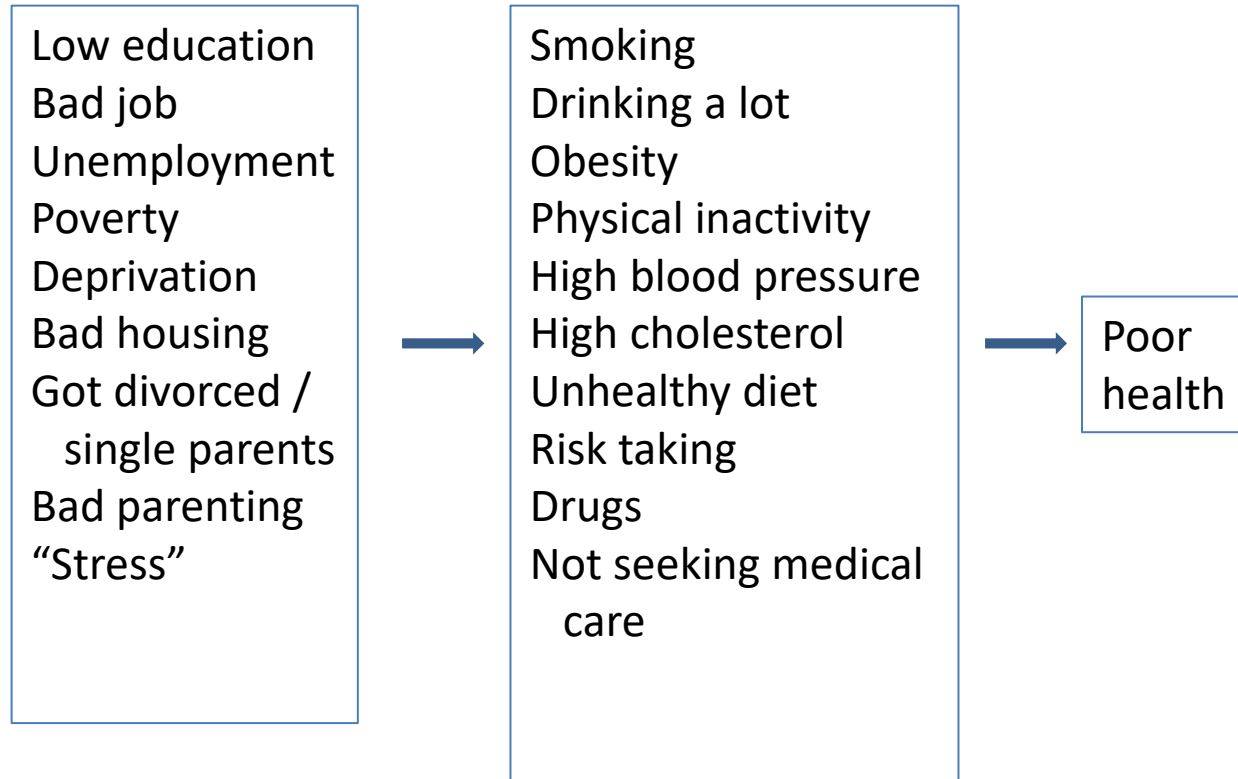 Low education
Bad job
Unemployment
Poverty
Deprivation
Bad housing
Got divorced /
single parents
Bad parenting
“Stress”
Smoking
Drinking a lot
Obesity
Physical inactivity
High blood pressure
High cholesterol
Unhealthy diet
Risk taking
Drugs
Not seeking medical
care
Poor
health